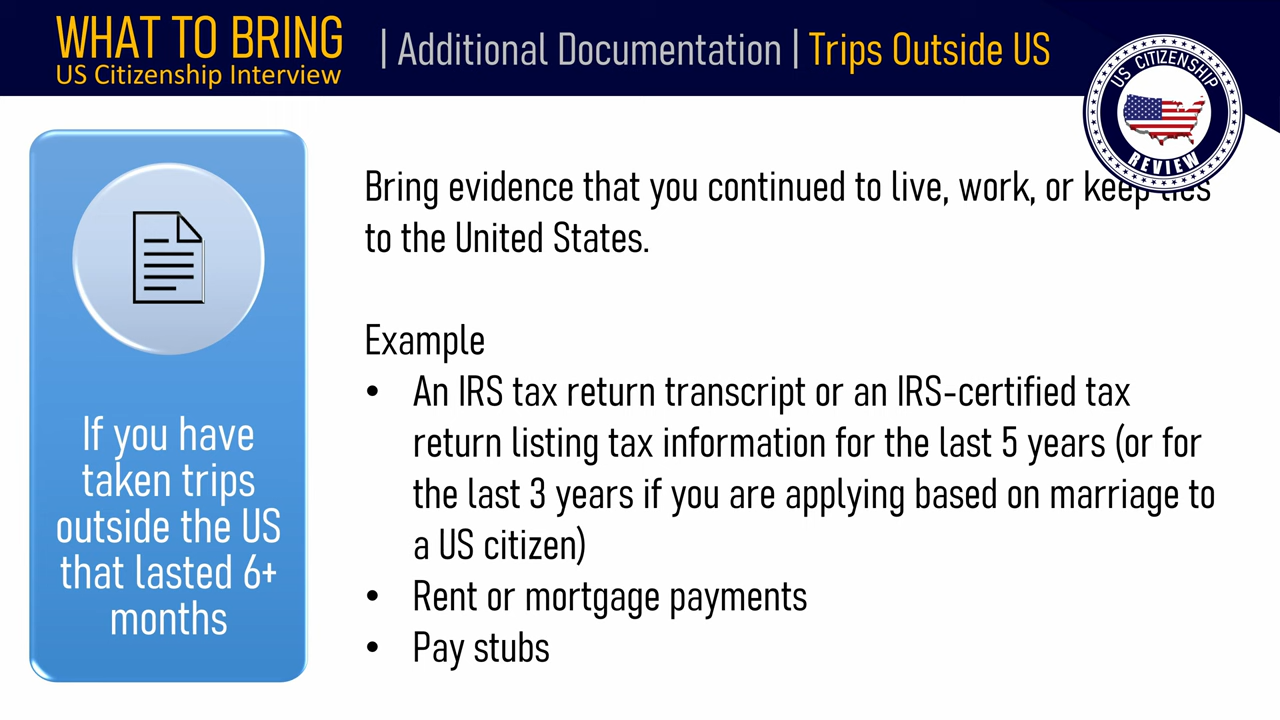 WHAT TO BRING
US Citizenship Interview
| Additional Documentation | Trips Outside US
US CITIZENSHIP
REVIEW
If you have
taken trips
outside the US
that lasted 6+
months
Bring evidence that you continued to live, work, or keep ties
to the United States.
Example
• An IRS tax return transcript or an IRS-certified tax
return listing tax information for the last 5 years (or for
the last 3 years if you are applying based on marriage to
a US citizen)
• Rent or mortgage payments
• Pay stubs